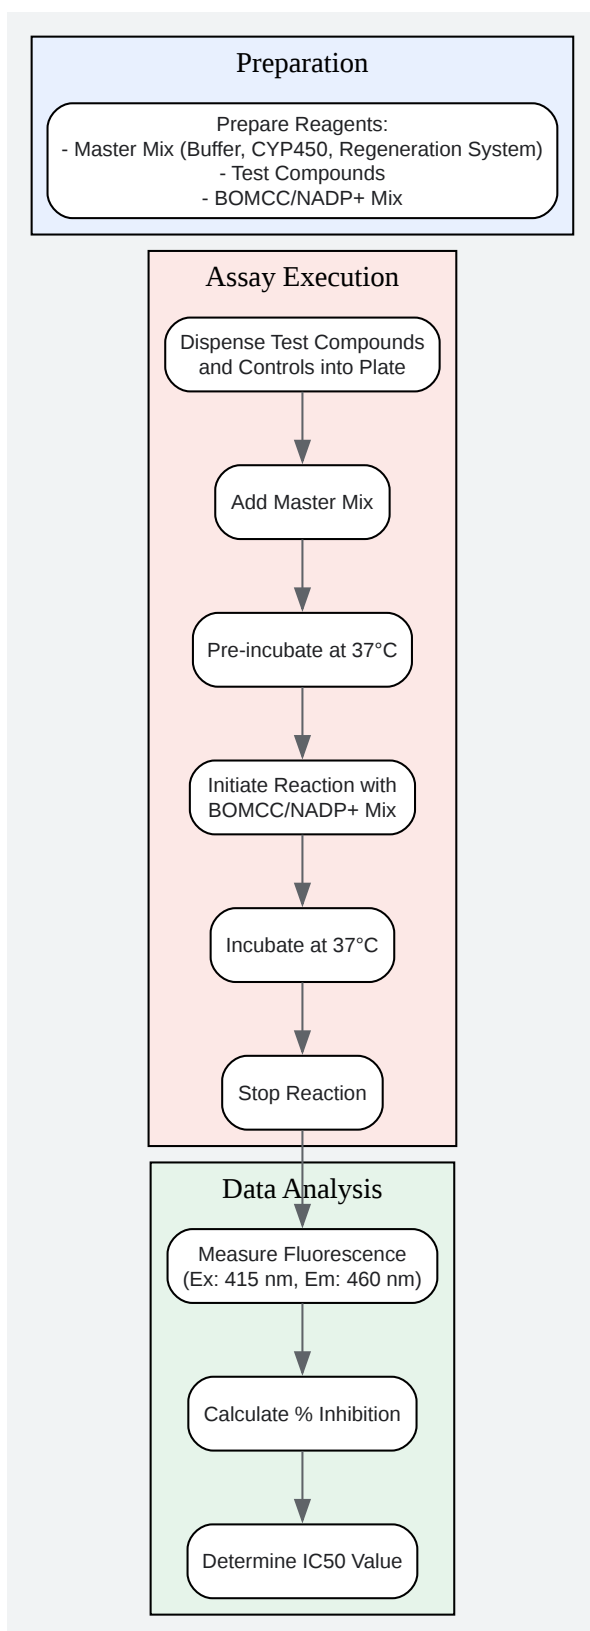 Preparation
Prepare Reagents:
- Master Mix (Buffer, CYP450, Regeneration System)
- Test Compounds
- BOMCC/NADP+ Mix
Assay Execution
Dispense Test Compounds
and Controls into Plate
Add Master Mix
Pre-incubate at 37°C
Initiate Reaction with
BOMCC/NADP+ Mix
Incubate at 37°C
Stop Reaction
Data Analysis
Measure Fluorescence
(Ex: 415 nm, Em: 460 nm)
Calculate % Inhibition
Determine IC50 Value